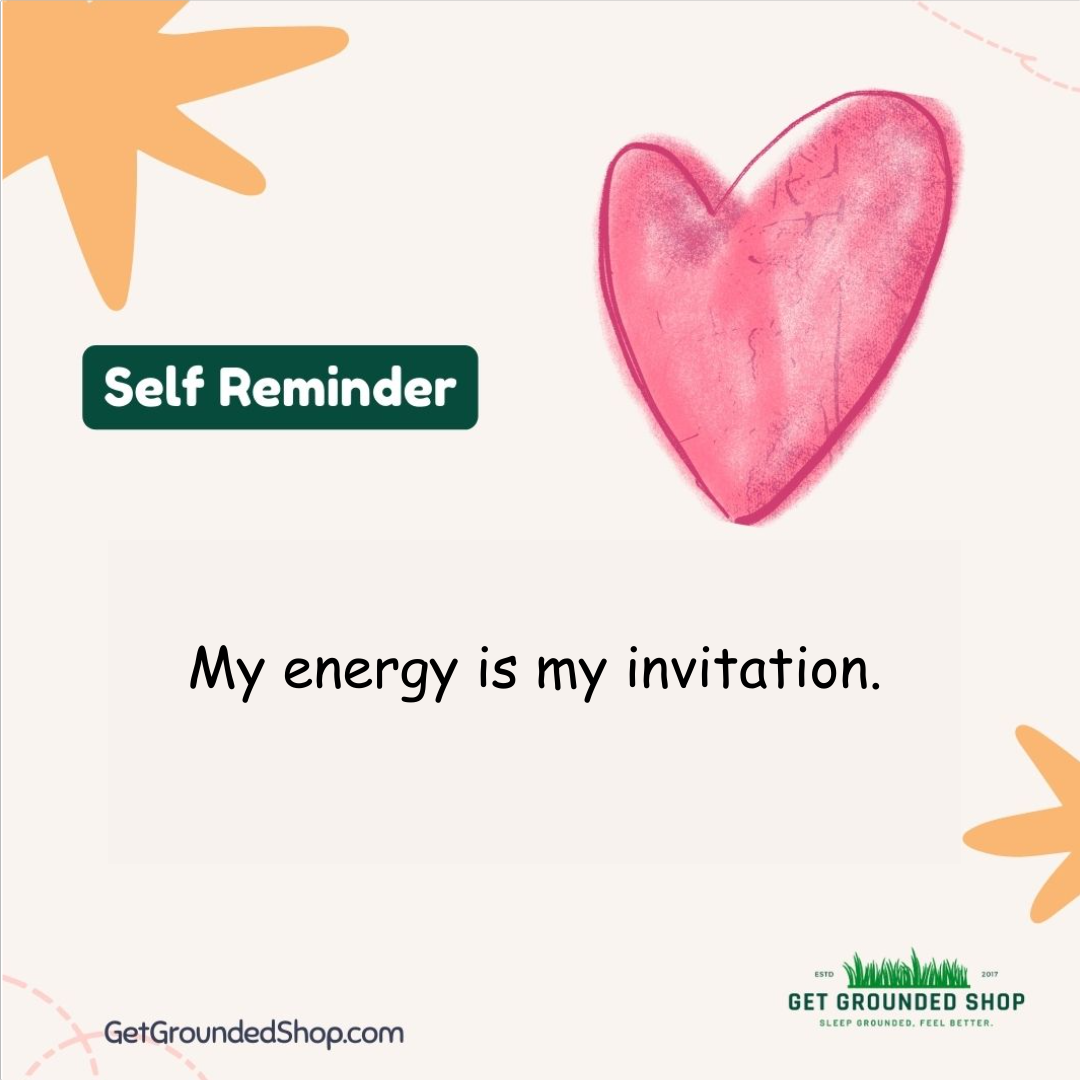 Self Reminder
My energy is my invitation.
ESTD
2017
GET GROUNDED SHOP
SLEEP GROUNDED, FEEL BETTER.
GetGroundedShop.com